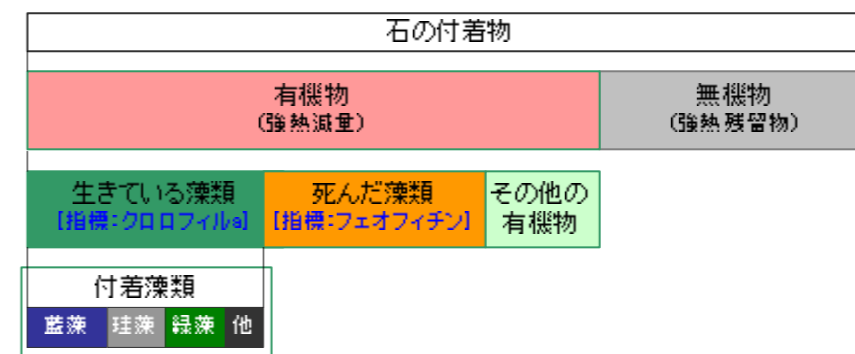 石の付着物
有機物
(強熱減量)
無機物
(強熱残留物)
生きている藻類
[指標:クロロフィルa]
死んだ藻類
[指標:フェオフィチン]
その他の
有機物
付着藻類
藍藻 珪藻 緑藻 他